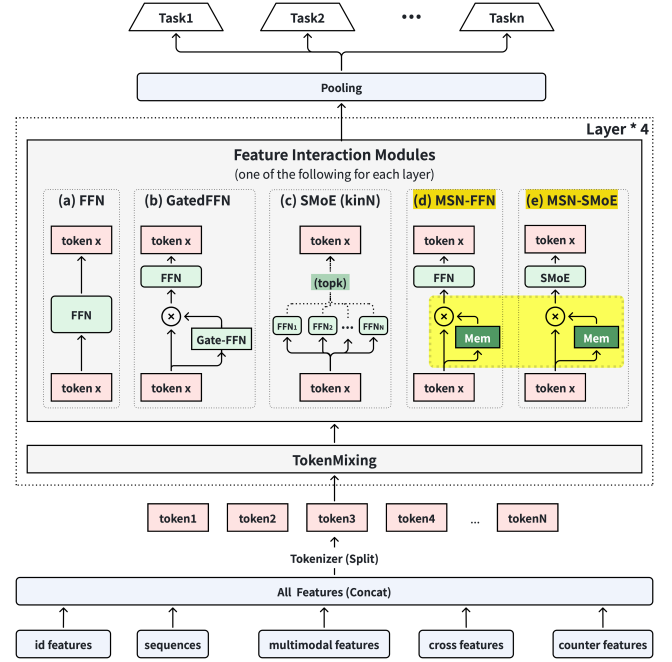 Task1
Task2
•••
Taskn
Pooling
Layer * 4
Feature Interaction Modules
(one of the following for each layer)
(a) FFN
(b) GatedFFN
(c) SMoE (kinN)
(d) MSN-FFN
(e) MSN-SMoE
token x
token x
token x
token x
token x
FFN
(topk)
FFN
SMoE
FFN
Gate-FFN
FFN1
FFN2
•••
FFNN
Mem
Mem
token x
token x
token x
token x
token x
TokenMixing
token1
token2
token3
token4
...
tokenN
Tokenizer (Split)
All Features (Concat)
id features
sequences
multimodal features
cross features
counter features